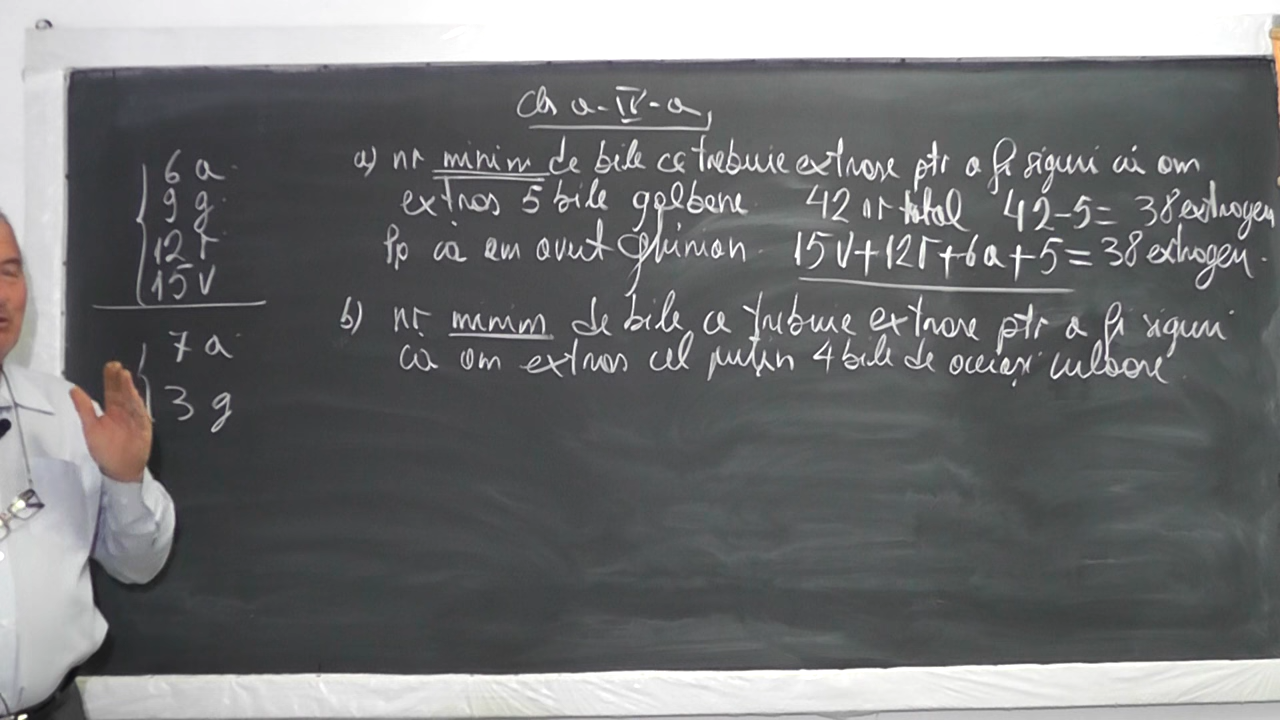 cls a-IV-a,
6 a
9 g
12 r
15 v
7 a
3 g
a) nr minim de bile ce trebuie extrase ptr a fi siguri că am
extras 5 bile galbene 42 nr total 42-5= 38 extrageri
Pp că am avut ghinion. 15v+12r+6a+5=38 extrageri.
b) nr minim de bile, ce trebuie extrase ptr a fi siguri
că am extras cel puțin 4 bile de aceeași culoare